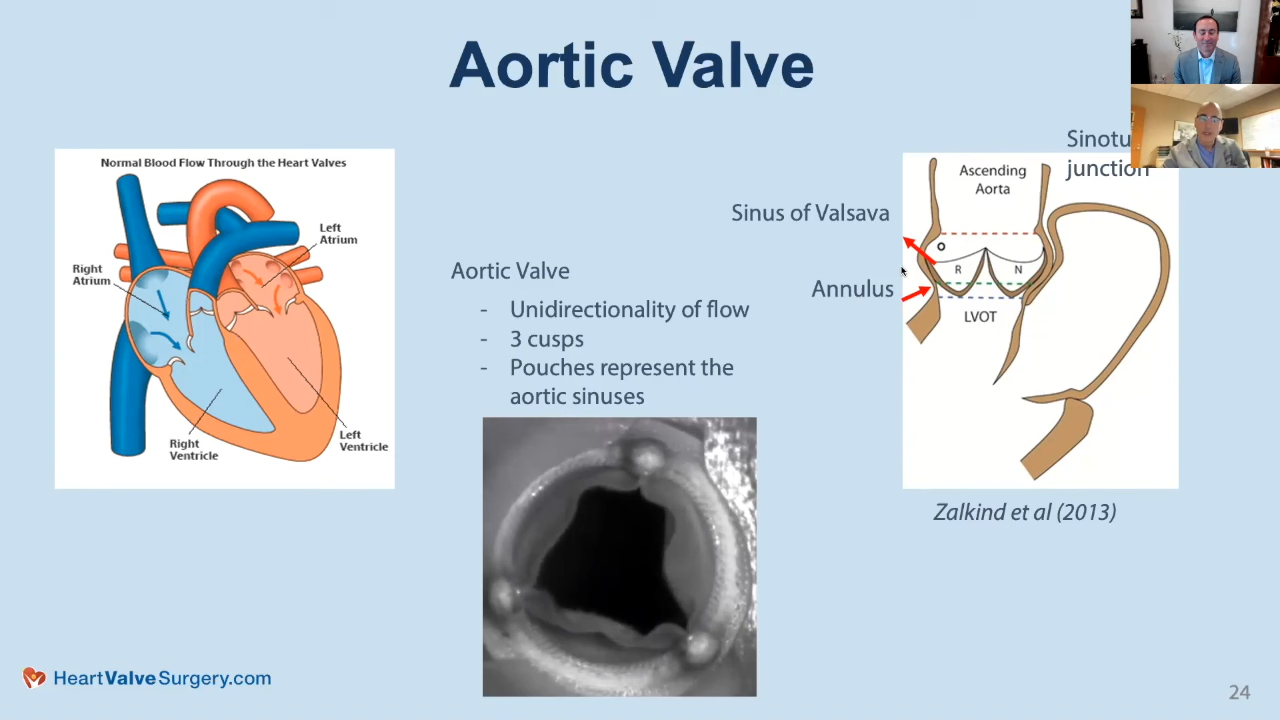 Aortic Valve
Normal Blood Flow Through the Heart Valves
Left
Atrium
Right
Atrium
Right
Ventricle
Left
Ventricle
Aortic Valve
- Unidirectionality of flow
- 3 cusps
- Pouches represent the
aortic sinuses
Sinus of Valsava
Annulus
junction
Ascending
Aorta
O
R
N
LVOT
Zalkind et al (2013)
HeartValveSurgery.com
24